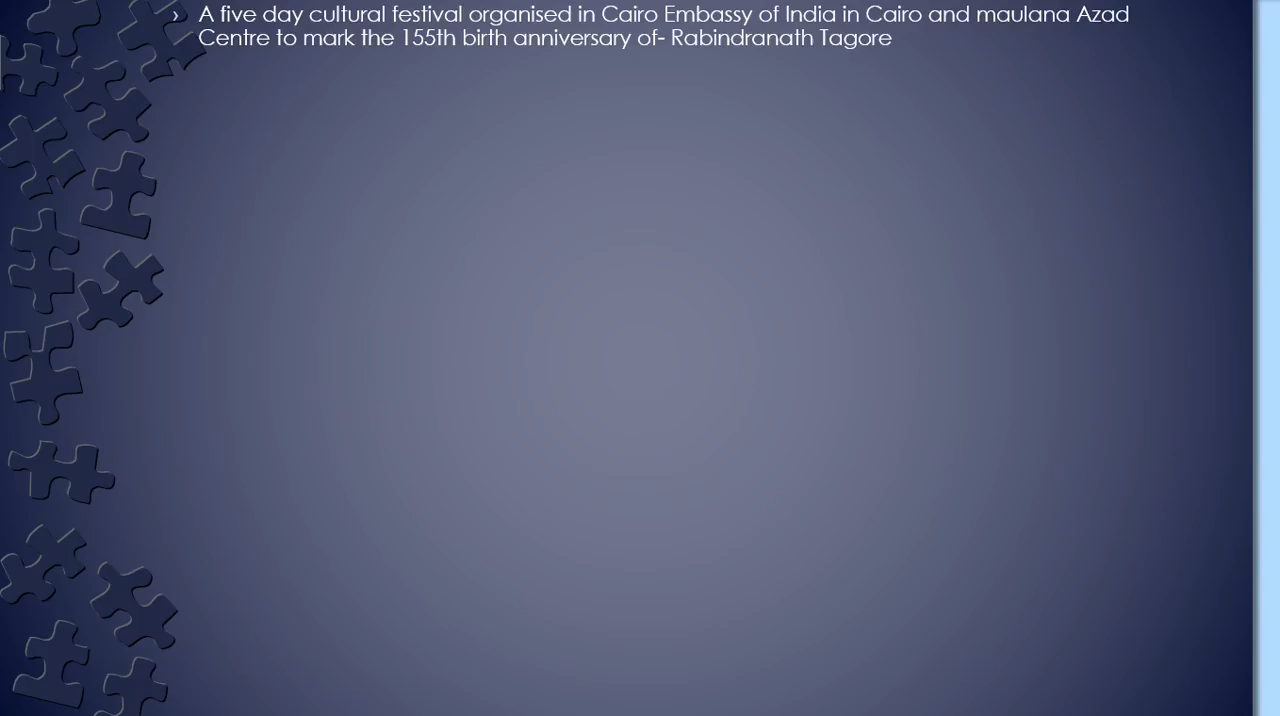 › A five day cultural festival organised in Cairo Embassy of India in Cairo and maulana Azad
Centre to mark the 155th birth anniversary of- Rabindranath Tagore